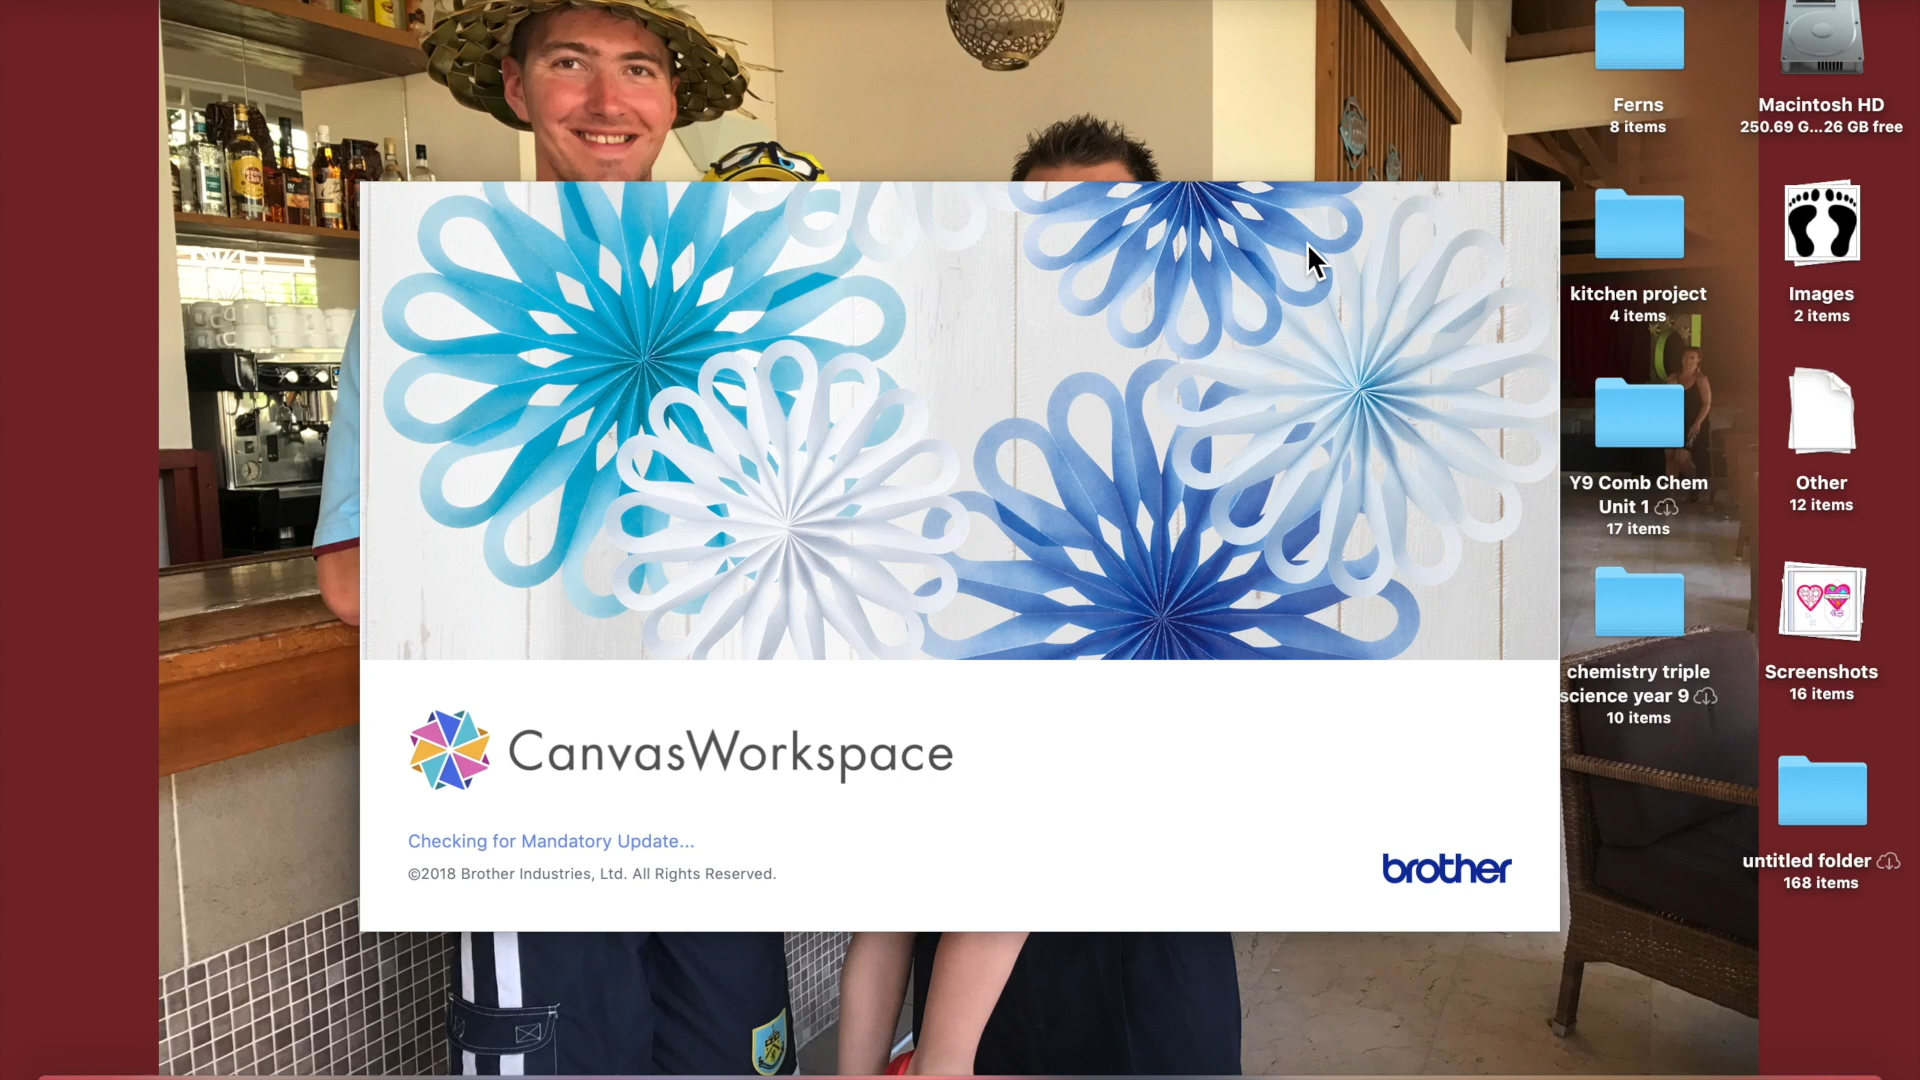 Ferns
8 items
Macintosh HD
250.69 G...26 GB free
kitchen project
4 items
Images
2 items
Y9 Comb Chem
Unit 1
17 items
Other
12 items
chemistry triple
science year 9
10 items
Screenshots
16 items
untitled folder
168 items
CanvasWorkspace
Checking for Mandatory Update...
©2018 Brother Industries, Ltd. All Rights Reserved.
brother